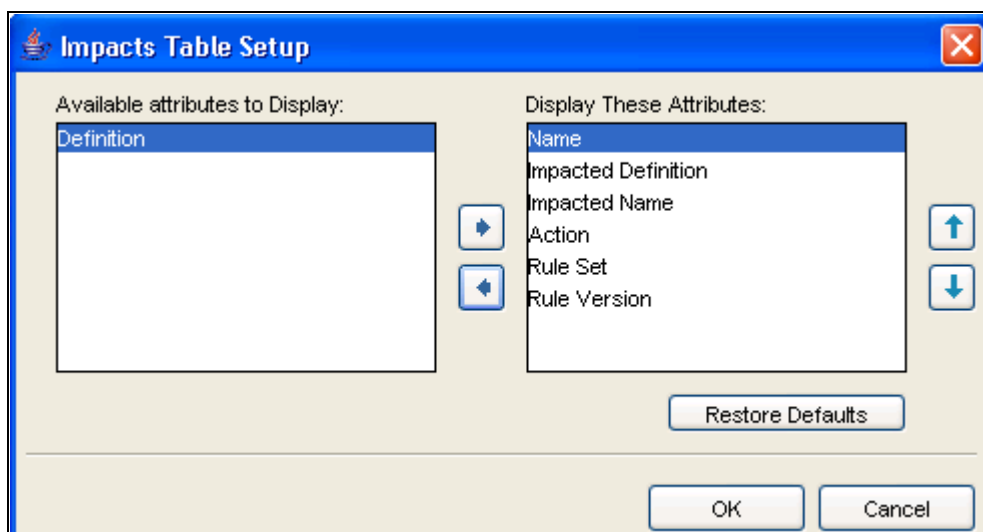 Impacts Table Setup
Available attributes to Display:
Definition
Display These Attributes:
Name
Impacted Definition
Impacted Name
Action
Rule Set
Rule Version
Restore Defaults
OK
Cancel